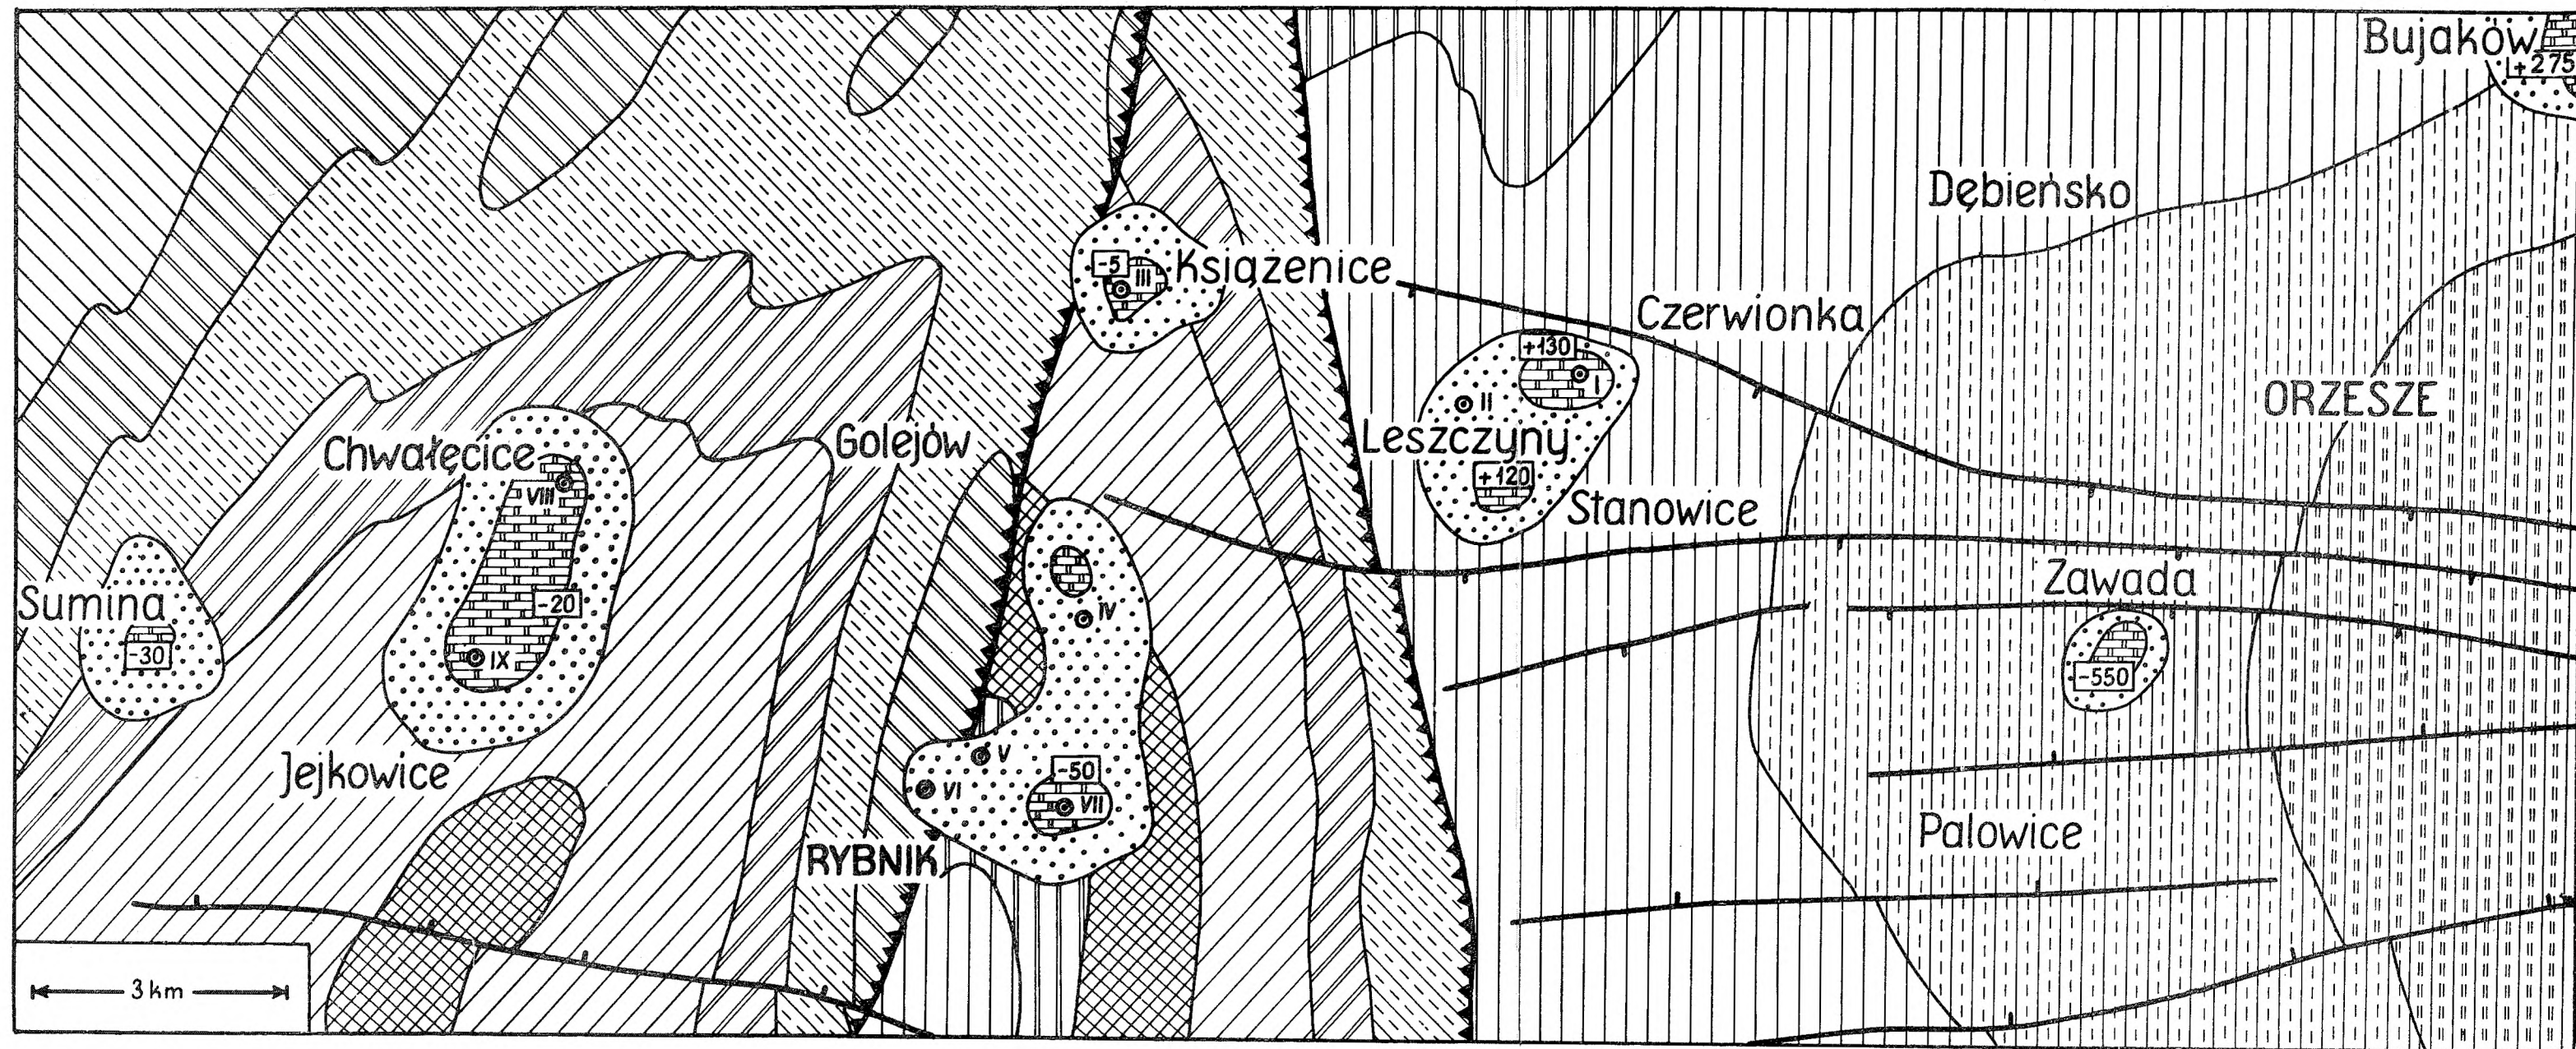 Bujaków
+275
Dębieńsko
-5
III
Książenice
Czerwionka
+130
I
II
ORZESZE
Leszczyny
+120
Stanowice
Golejów
Chwałęcice
VIII
-20
IX
Sumina
-30
Zawada
-550
IV
V
-50
VI
VII
Jejkowice
RYBNIK
Palowice
3 km